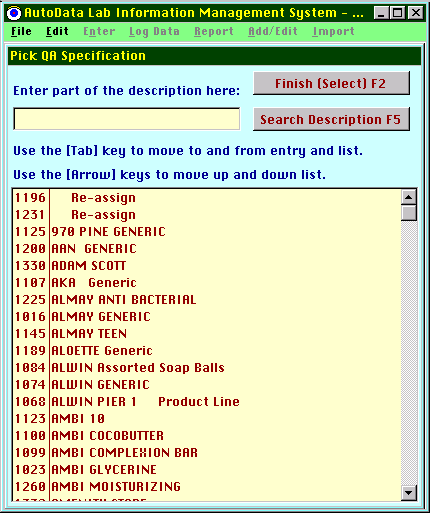 AutoData Lab Information Management System - ...
File Edit Enter Log Data Report Add/Edit Import
Pick QA Specification
Enter part of the description here:
Finish (Select) F2
Search Description F5
Use the [Tab] key to move to and from entry and list.
Use the [Arrow] keys to move up and down list.
1196 Re-assign
1231 Re-assign
1125 970 PINE GENERIC
1200 AAN GENERIC
1330 ADAM SCOTT
1107 AKA Generic
1225 ALMAY ANTI BACTERIAL
1016 ALMAY GENERIC
1145 ALMAY TEEN
1189 ALOETTE Generic
1084 ALWIN Assorted Soap Balls
1074 ALWIN GENERIC
1068 ALWIN PIER 1 Product Line
1123 AMBI 10
1100 AMBI COCOBUTTER
1099 AMBI COMPLEXION BAR
1023 AMBI GLYCERINE
1260 AMBI MOISTURIZING
AMENITY STORE